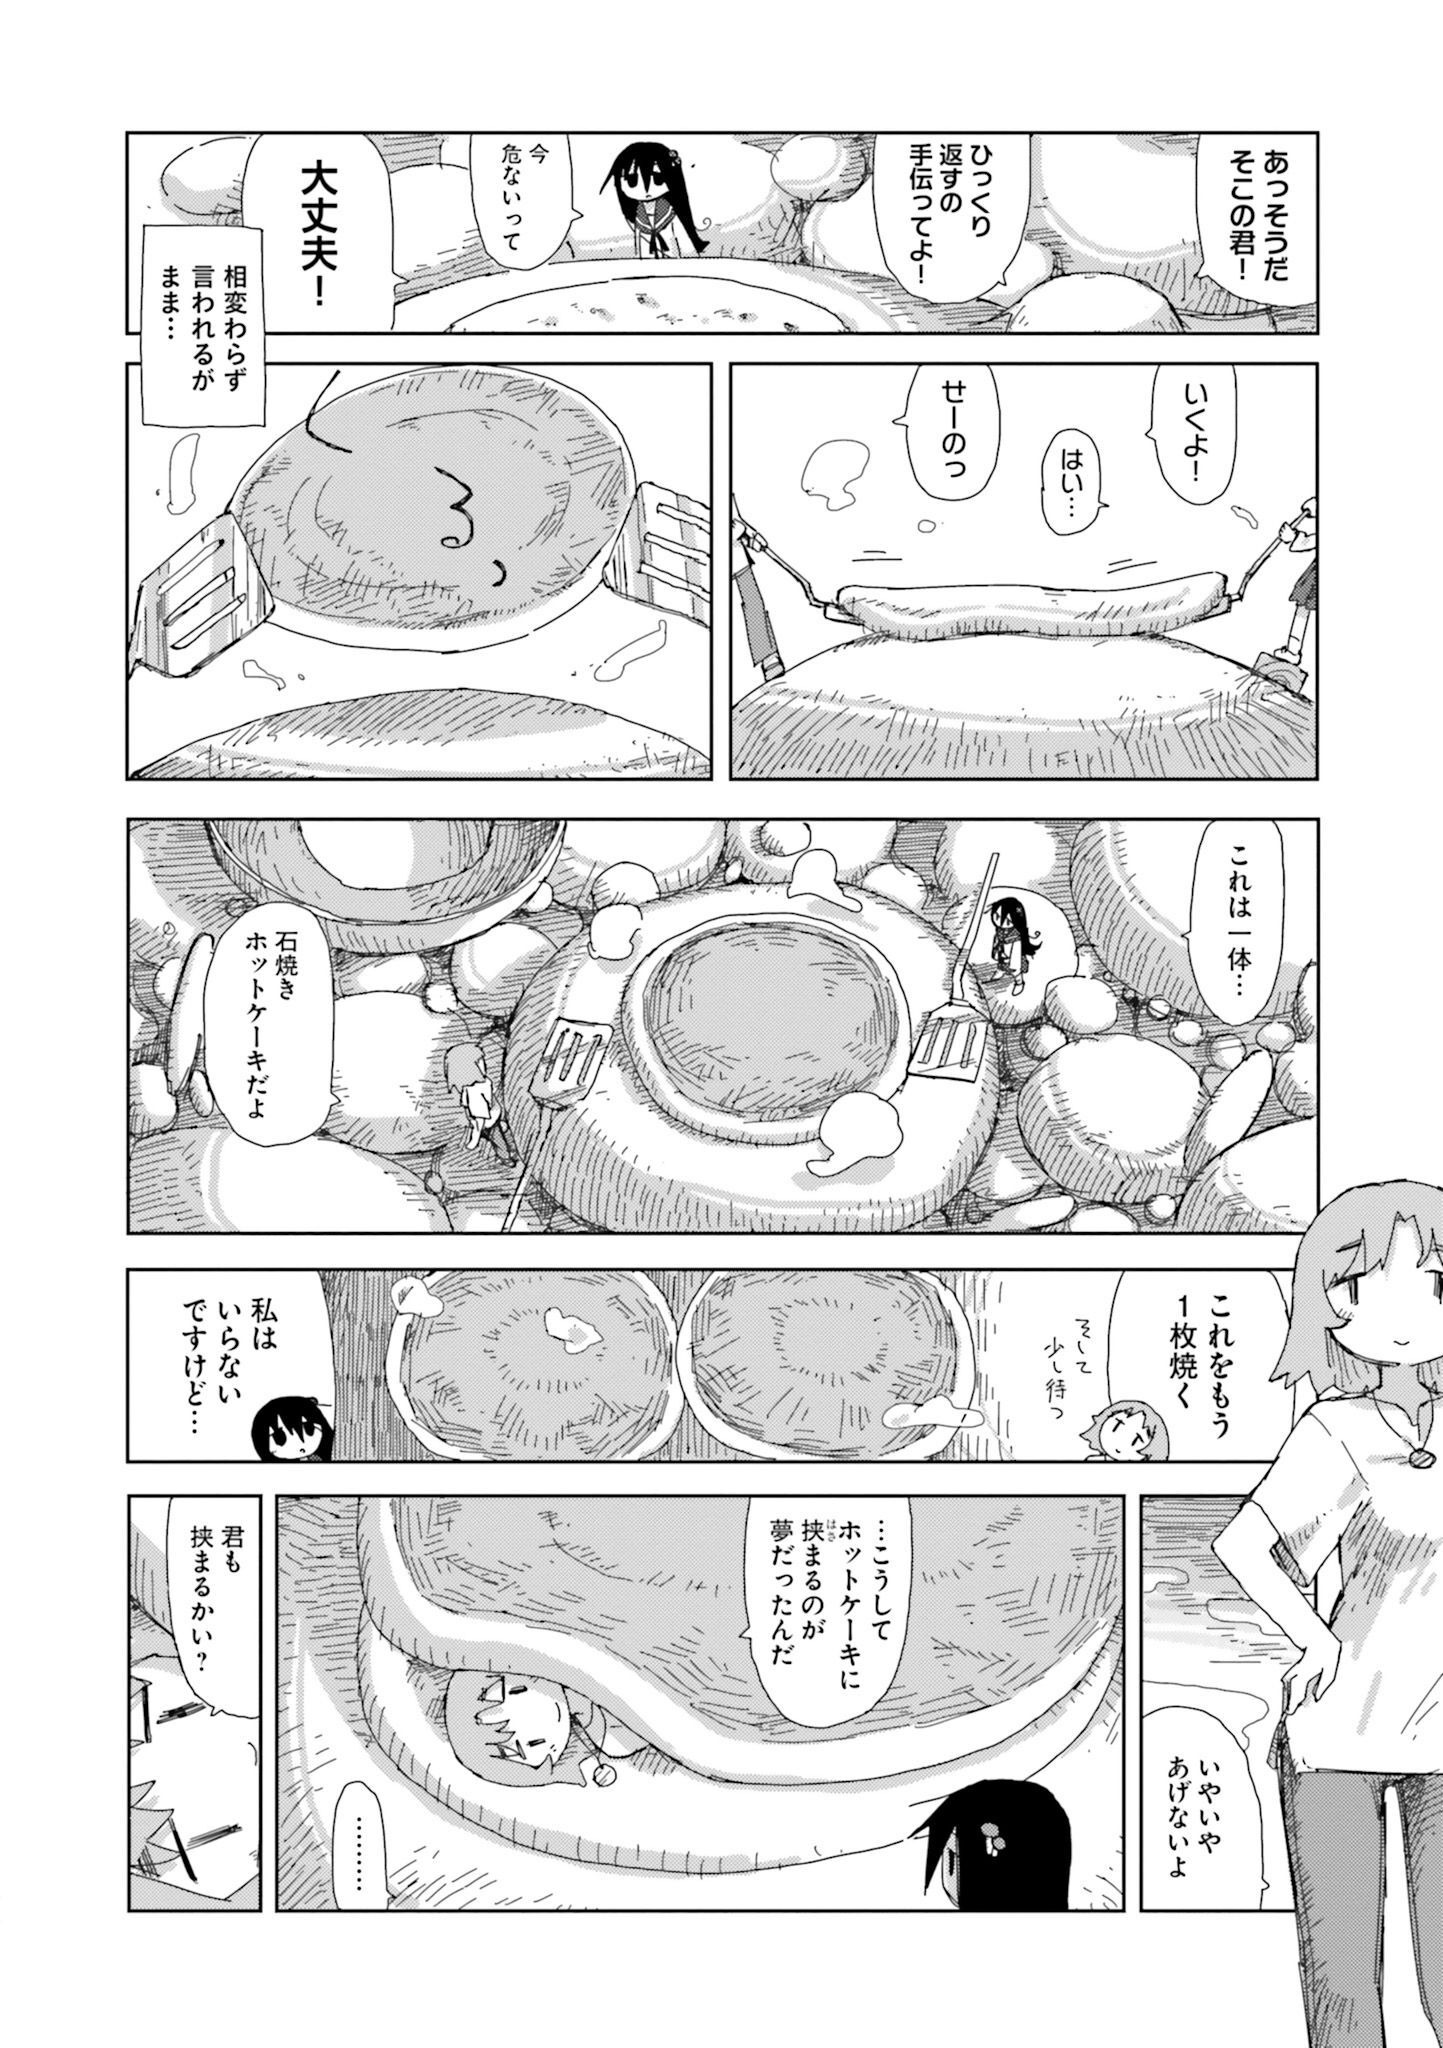 あっそうだ
そこの君!
ひっくり
返すの
手伝ってよ!
今
危ないって
大丈夫!
相変わらず
言われるが
まま…
いくよ!
はい…
せーのっ
これは一体…
石焼き
ホットケーキだよ
これをもう
1枚焼く
そして
少し待つ
私は
いらない
ですけど…
いやいや
あげないよ
…こうして
ホットケーキに
挟まるのが
はさ
夢だったんだ
………
君も
挟まるかい?